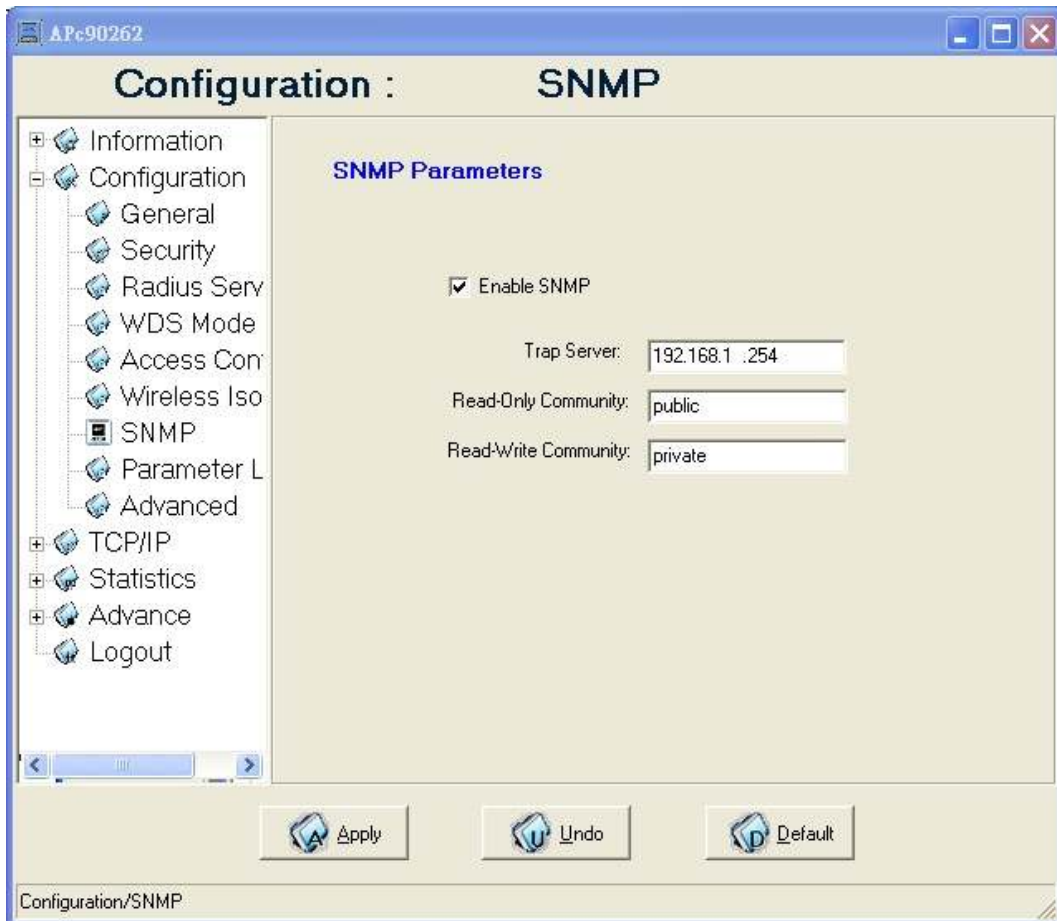 APc90262
Configuration : SNMP
Information
Configuration
General
Security
Radius Serv
WDS Mode
Access Con
Wireless Iso
SNMP
Parameter L
Advanced
TCP/IP
Statistics
Advance
Logout
SNMP Parameters
Enable SNMP
Trap Server: 192.168.1 .254
Read-Only Community: public
Read-Write Community: private
Apply
Undo
Default
Configuration/SNMP